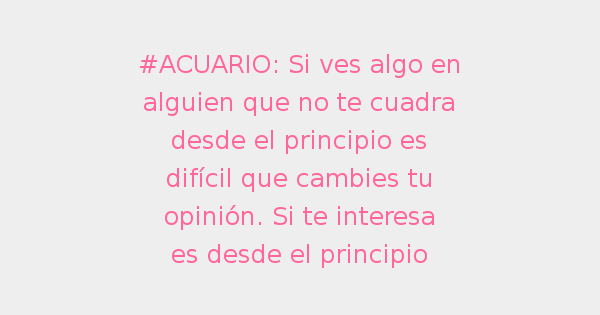 #ACUARIO: Si ves algo en
alguien que no te cuadra
desde el principio es
difícil que cambies tu
opinión. Si te interesa
es desde el principio